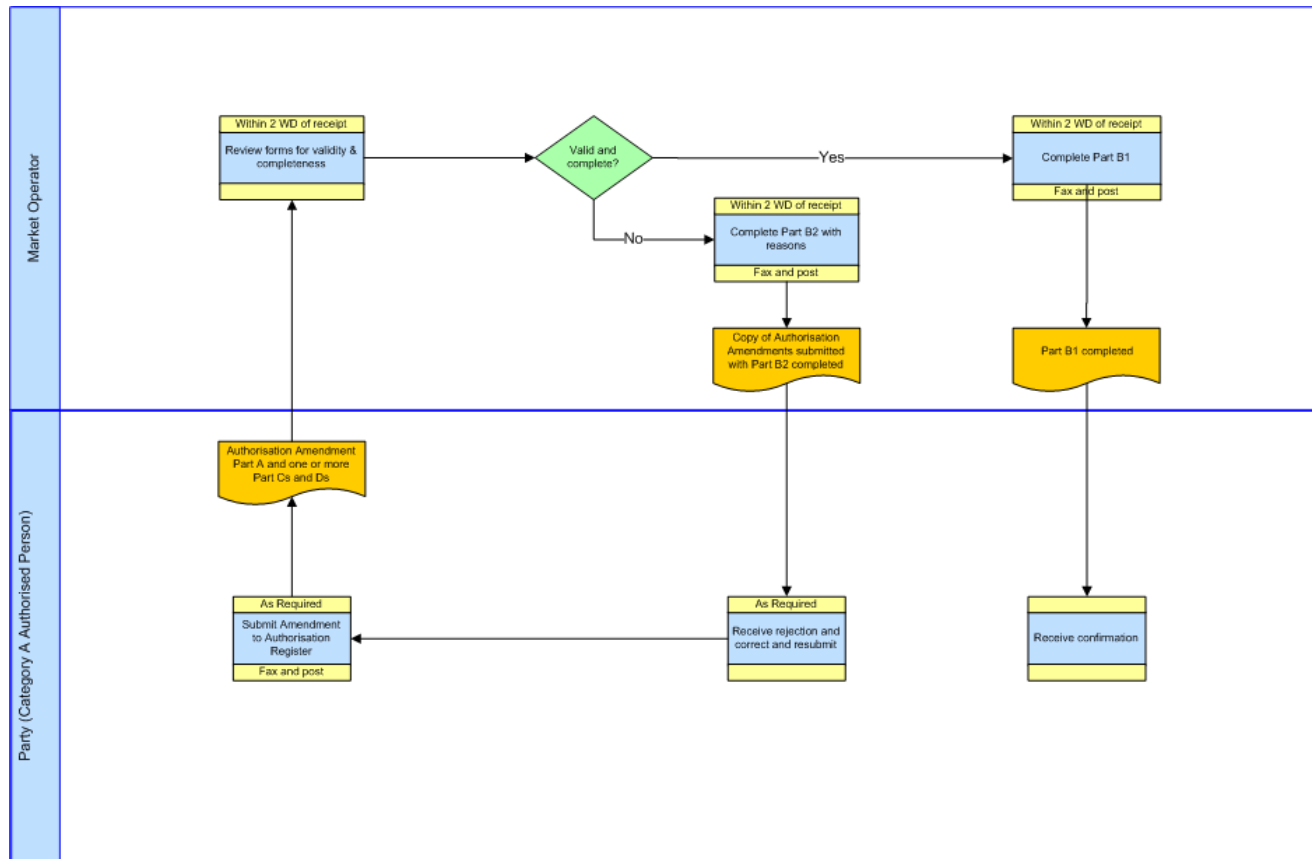 Market Operator
Within 2 WD of receipt
Review forms for validity &
completeness
Valid and
complete?
Yes
No
Within 2 WD of receipt
Complete Part B1
Fax and post
Within 2 WD of receipt
Complete Part B2 with
reasons
Fax and post
Copy of Authorisation
Amendments submitted
with Part B2 completed
Part B1 completed
Party (Category A Authorised Person)
Authorisation Amendment
Part A and one or more
Part Cs and Ds
As Required
Submit Amendment
to Authorisation
Register
Fax and post
As Required
Receive rejection and
correct and resubmit
Receive confirmation